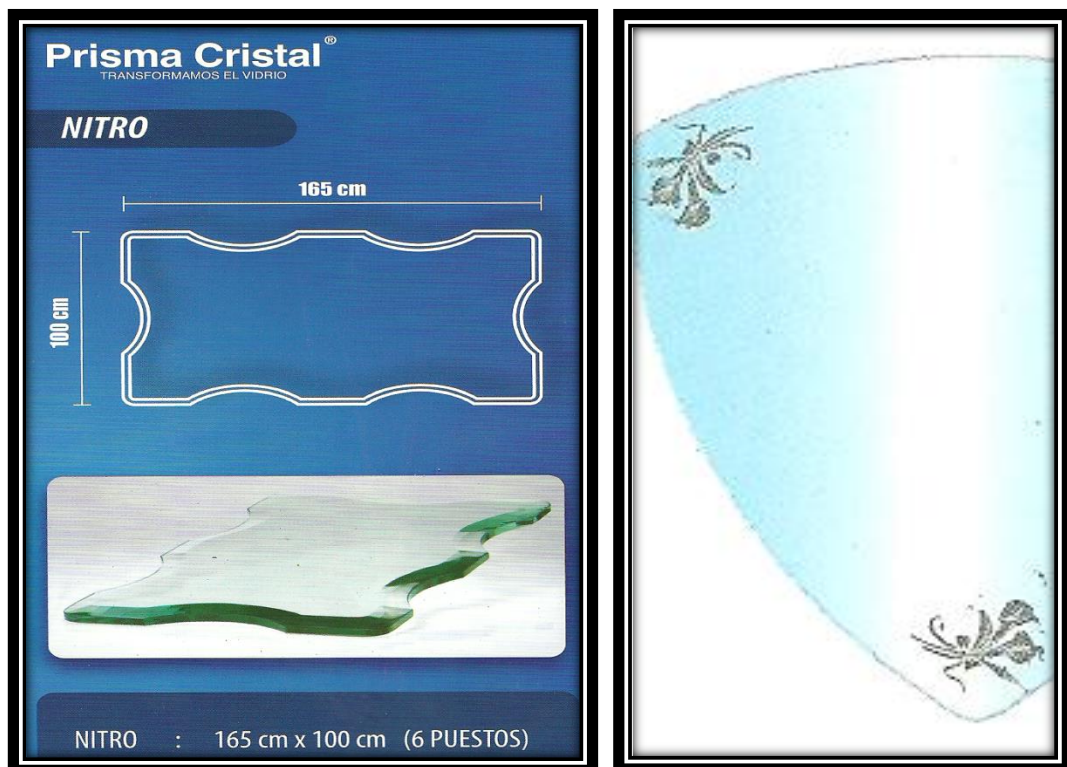 Prisma Cristal®
TRANSFORMAMOS EL VIDRIO
NITRO
165 cm
100 cm
NITRO : 165 cm x 100 cm (6 PUESTOS)